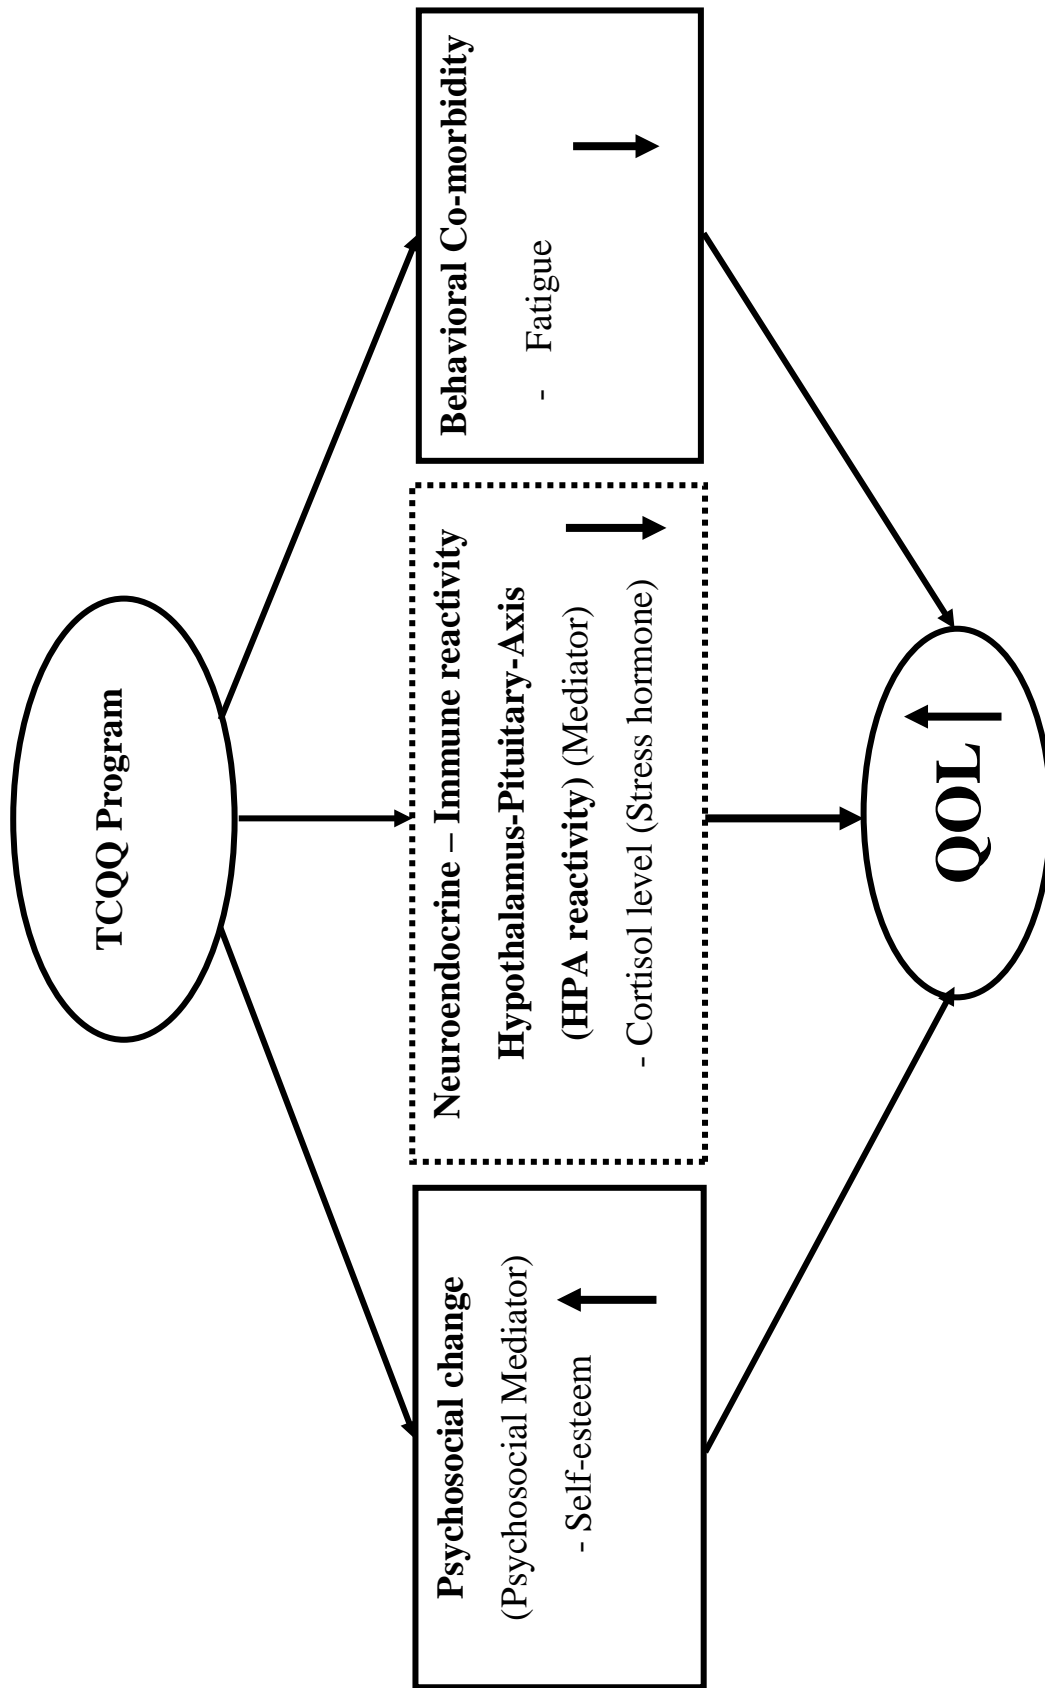 TCQQ Program
Psychosocial change
(Psychosocial Mediator)
- Self-esteem
Neuroendocrine – Immune reactivity
Hypothalamus-Pituitary-Axis
(HPA reactivity) (Mediator)
- Cortisol level (Stress hormone)
Behavioral Co-morbidity
- Fatigue
QOL